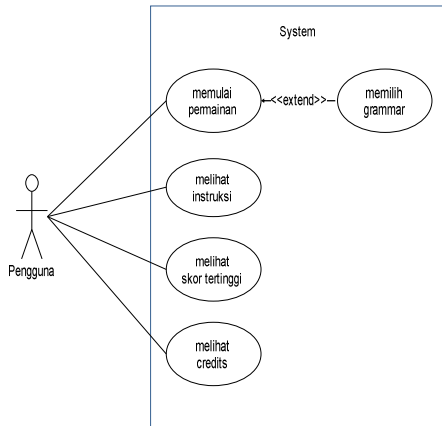 System
memulai
permainan
<<extend>>
memilih
grammar
melihat
instruksi
Pengguna
melihat
skor tertinggi
melihat
credits